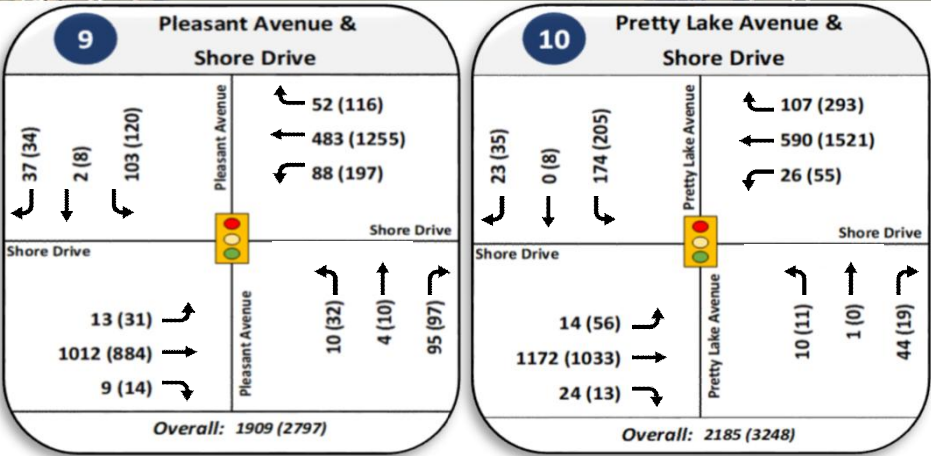 9
Pleasant Avenue &
Shore Drive
37 (34)
2 (8)
103 (120)
Pleasant Avenue
52 (116)
483 (1255)
88 (197)
Shore Drive
Shore Drive
13 (31)
1012 (884)
9 (14)
Pleasant Avenue
10 (32)
4 (10)
95 (97)
Overall: 1909 (2797)
10
Pretty Lake Avenue &
Shore Drive
23 (35)
0 (8)
174 (205)
Pretty Lake Avenue
107 (293)
590 (1521)
26 (55)
Shore Drive
Shore Drive
14 (56)
1172 (1033)
24 (13)
Pretty Lake Avenue
10 (11)
1 (0)
44 (19)
Overall: 2185 (3248)